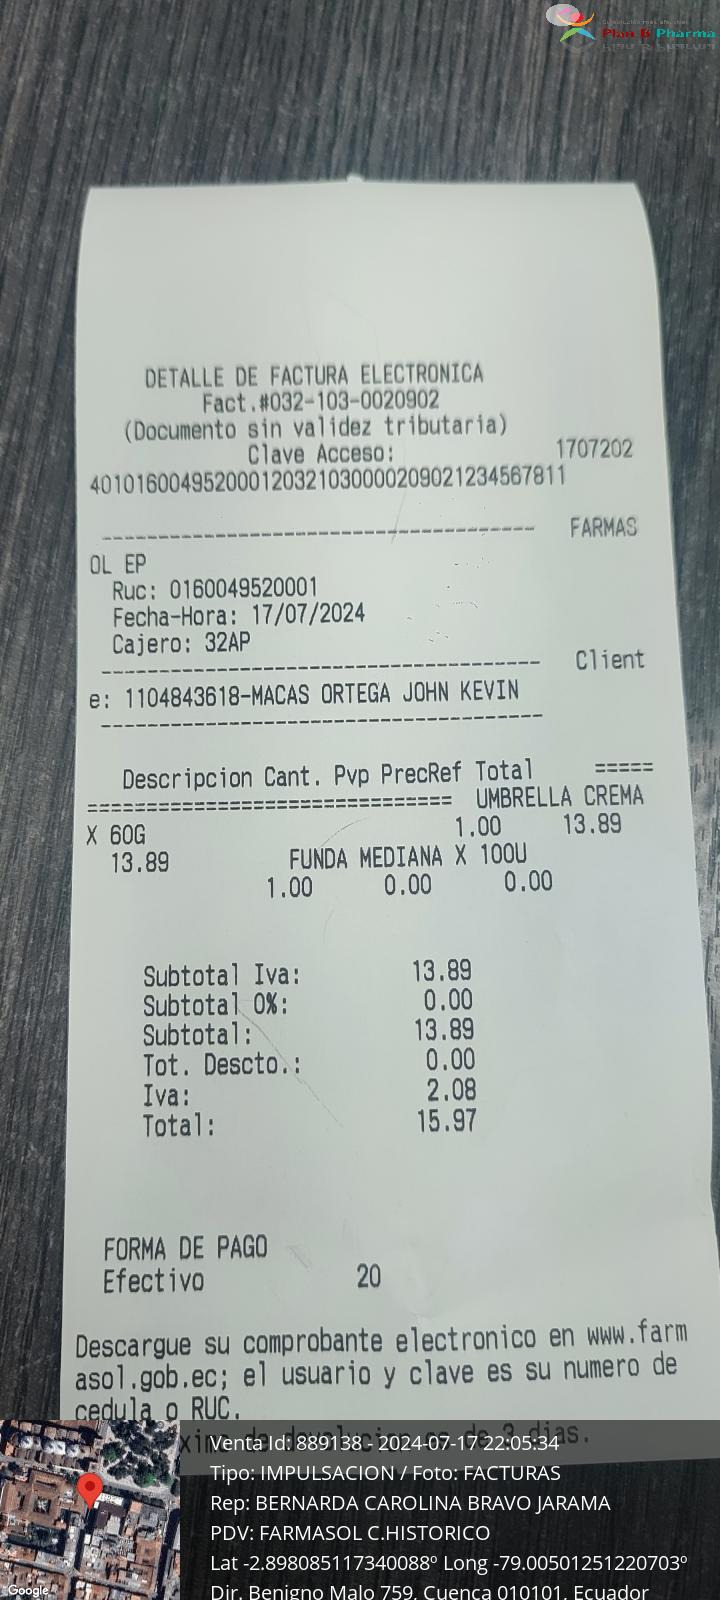 Plan B Pharma
DETALLE DE FACTURA ELECTRONICA
Fact.#032-103-0020902
(Documento sin validez tributaria)
Clave Acceso: 1707202
401016004952000120321030000209021234567811
------------------------------------ FARMAS
OL EP
Ruc: 0160049520001
Fecha-Hora: 17/07/2024
Cajero: 32AP
------------------------------------ Client
e: 1104843618-MACAS ORTEGA JOHN KEVIN
------------------------------------
Descripcion Cant. Pvp PrecRef Total =====
=============================== UMBRELLA CREMA
X 60G 1.00 13.89
13.89 FUNDA MEDIANA X 100U
1.00 0.00 0.00
Subtotal Iva: 13.89
Subtotal 0%: 0.00
Subtotal: 13.89
Tot. Descto.: 0.00
Iva: 2.08
Total: 15.97
FORMA DE PAGO
Efectivo 20
Descargue su comprobante electronico en www.farm
asol.gob.ec; el usuario y clave es su numero de
cedula o RUC.
de devolucion es de 3 dias.
Venta Id: 889138 - 2024-07-17 22:05:34
Tipo: IMPULSACION / Foto: FACTURAS
Rep: BERNARDA CAROLINA BRAVO JARAMA
PDV: FARMASOL C.HISTORICO
Lat -2.898085117340088º Long -79.00501251220703º
Dir. Benigno Malo 759, Cuenca 010101, Ecuador
Google